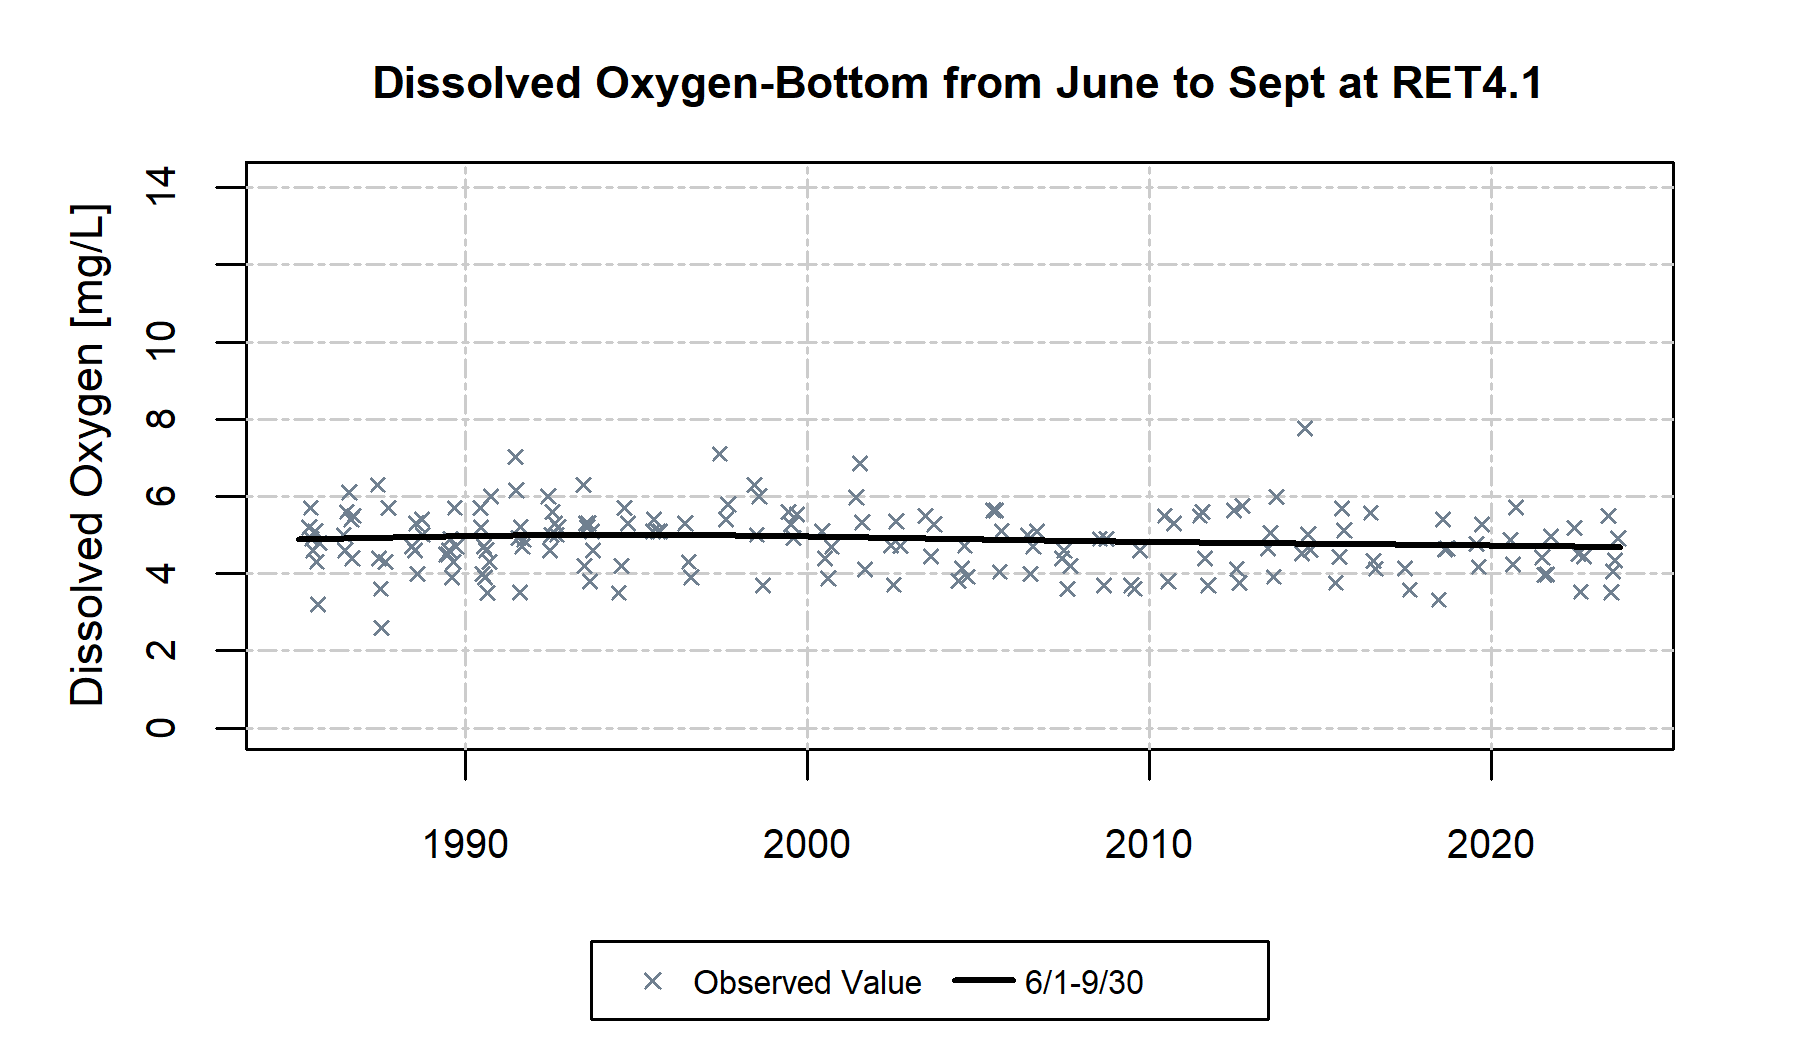 Dissolved Oxygen-Bottom from June to Sept at RET4.1
Dissolved Oxygen [mg/L]
14
10
8
6
4
2
0
1990 2000 2010 2020
Observed Value 6/1-9/30